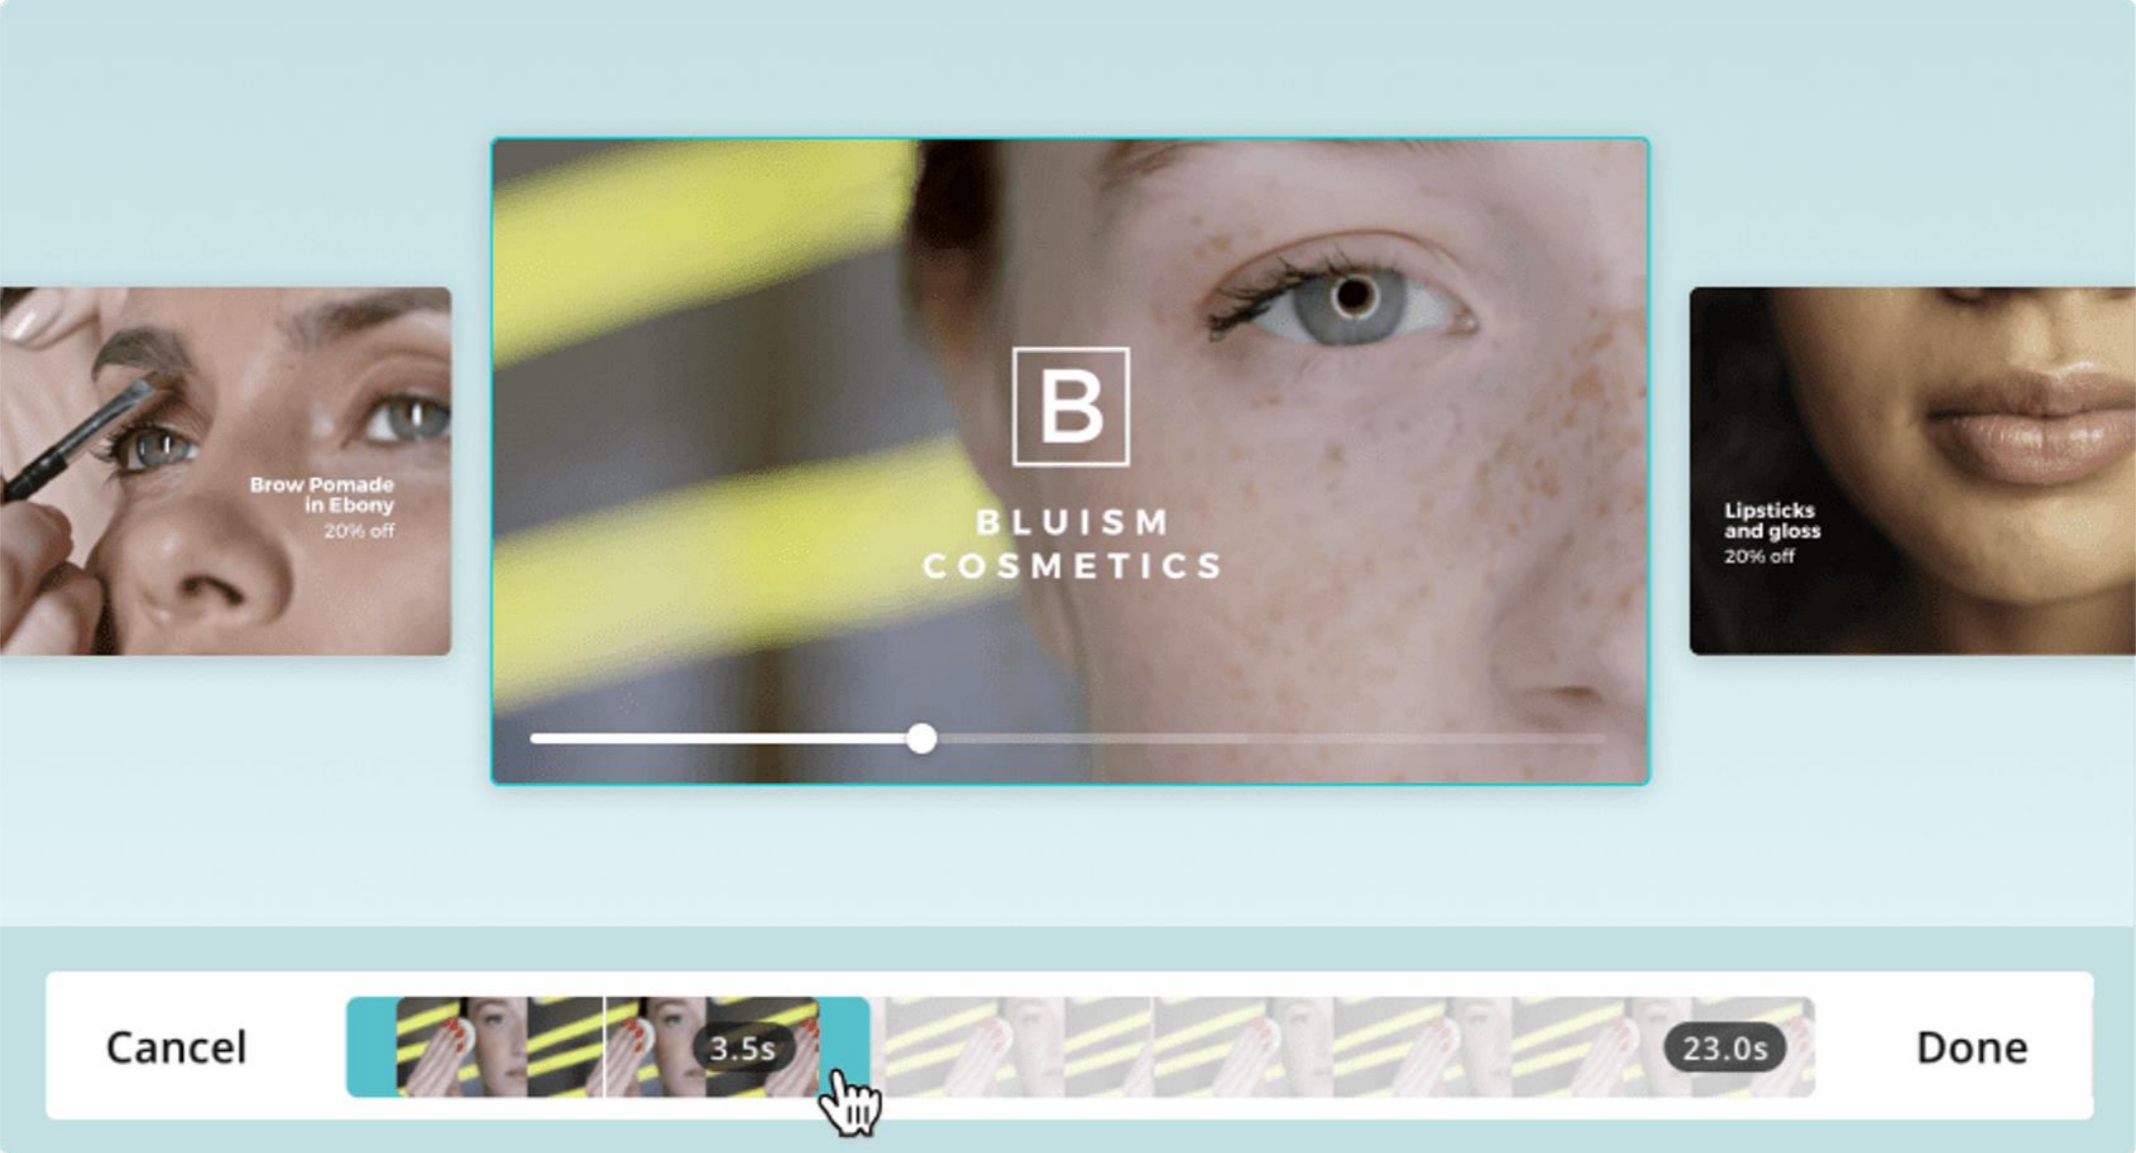 Brow Pomade
in Ebony
20% off
B
BLUISM
COSMETICS
Lipsticks
and gloss
20% off
Cancel
3.5s
23.0s
Done